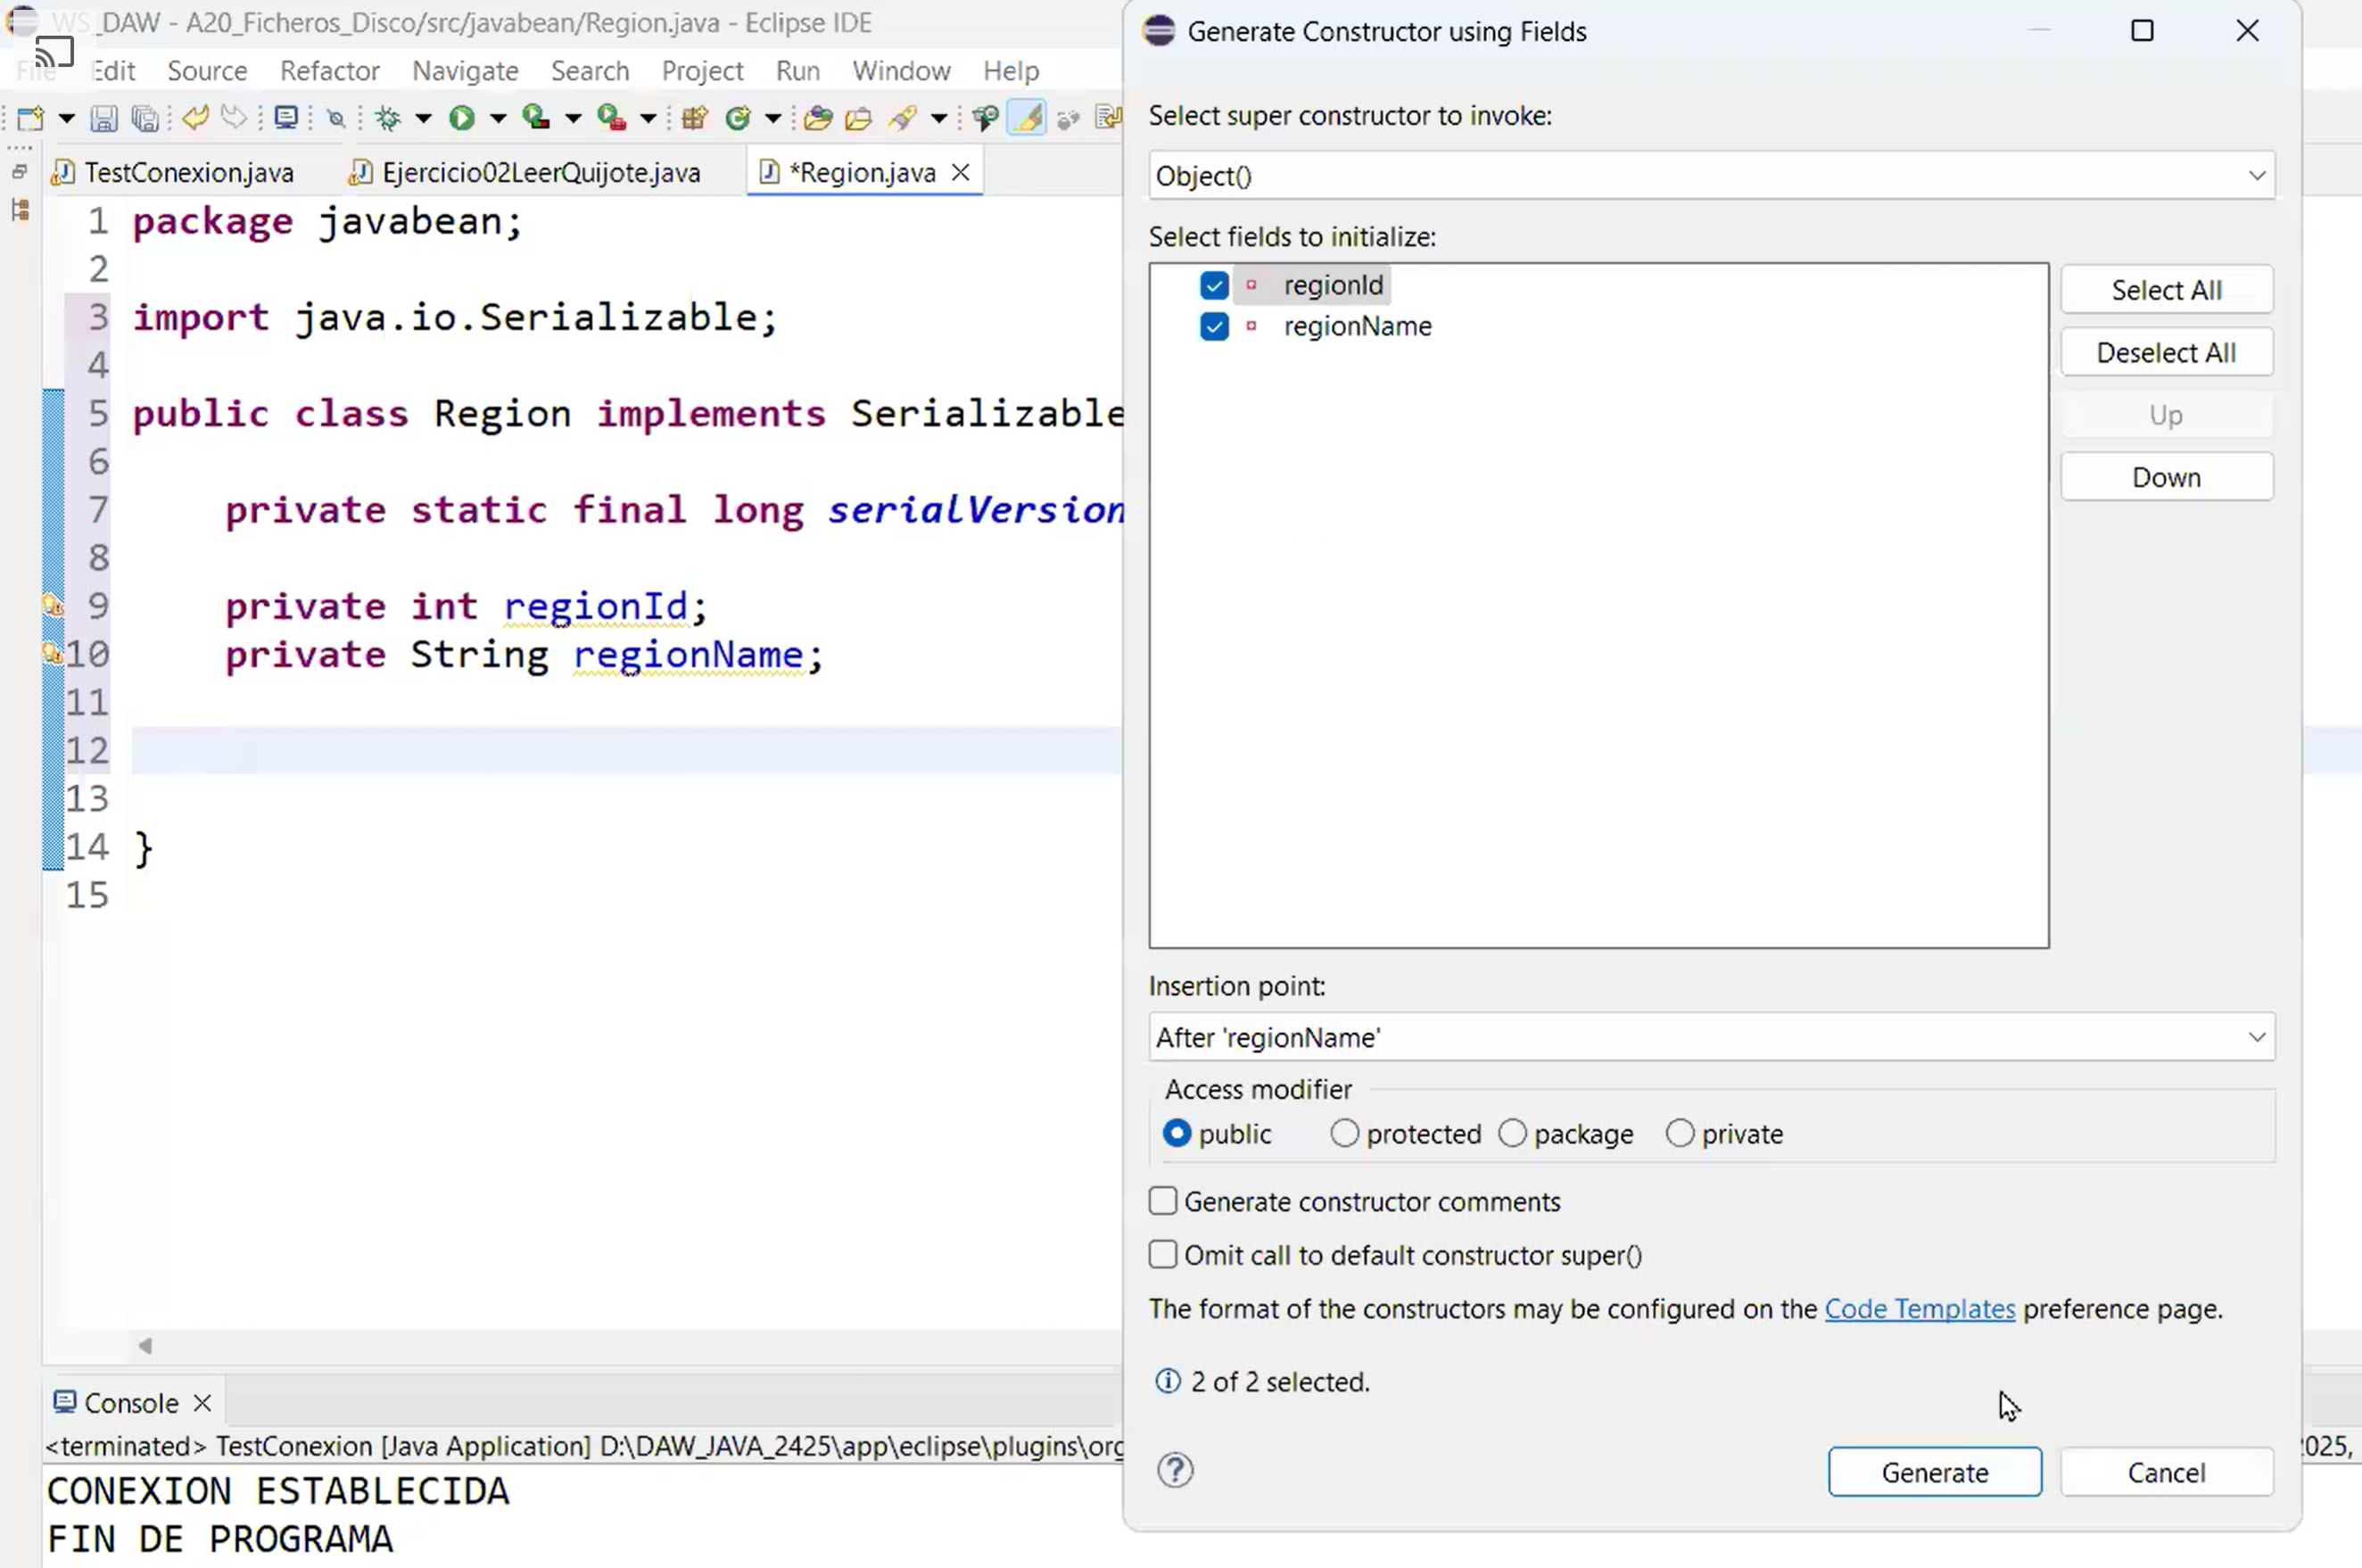 WS_DAW - A20_Ficheros_Disco/src/javabean/Region.java - Eclipse IDE
File Edit Source Refactor Navigate Search Project Run Window Help
TestConexion.java Ejercicio02LeerQuijote.java *Region.java
1 package javabean;
2
3 import java.io.Serializable;
4
5 public class Region implements Serializable
6
7 private static final long serialVersion
8
9 private int regionId;
10 private String regionName;
11
12
13
14 }
15
Console
<terminated> TestConexion [Java Application] D:\DAW_JAVA_2425\app\eclipse\plugins\org
2025,
CONEXION ESTABLECIDA
FIN DE PROGRAMA
Generate Constructor using Fields
Select super constructor to invoke:
Object()
Select fields to initialize:
regionId
regionName
Select All
Deselect All
Up
Down
Insertion point:
After 'regionName'
Access modifier
public protected package private
Generate constructor comments
Omit call to default constructor super()
The format of the constructors may be configured on the Code Templates preference page.
2 of 2 selected.
Generate Cancel